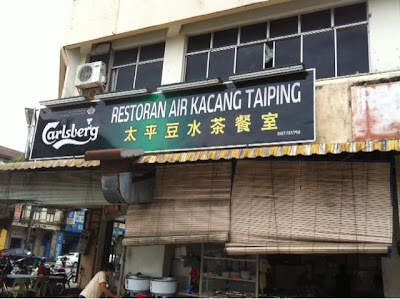 Carlsberg
RESTORAN AIR KACANG TAIPING
太平豆水茶餐室